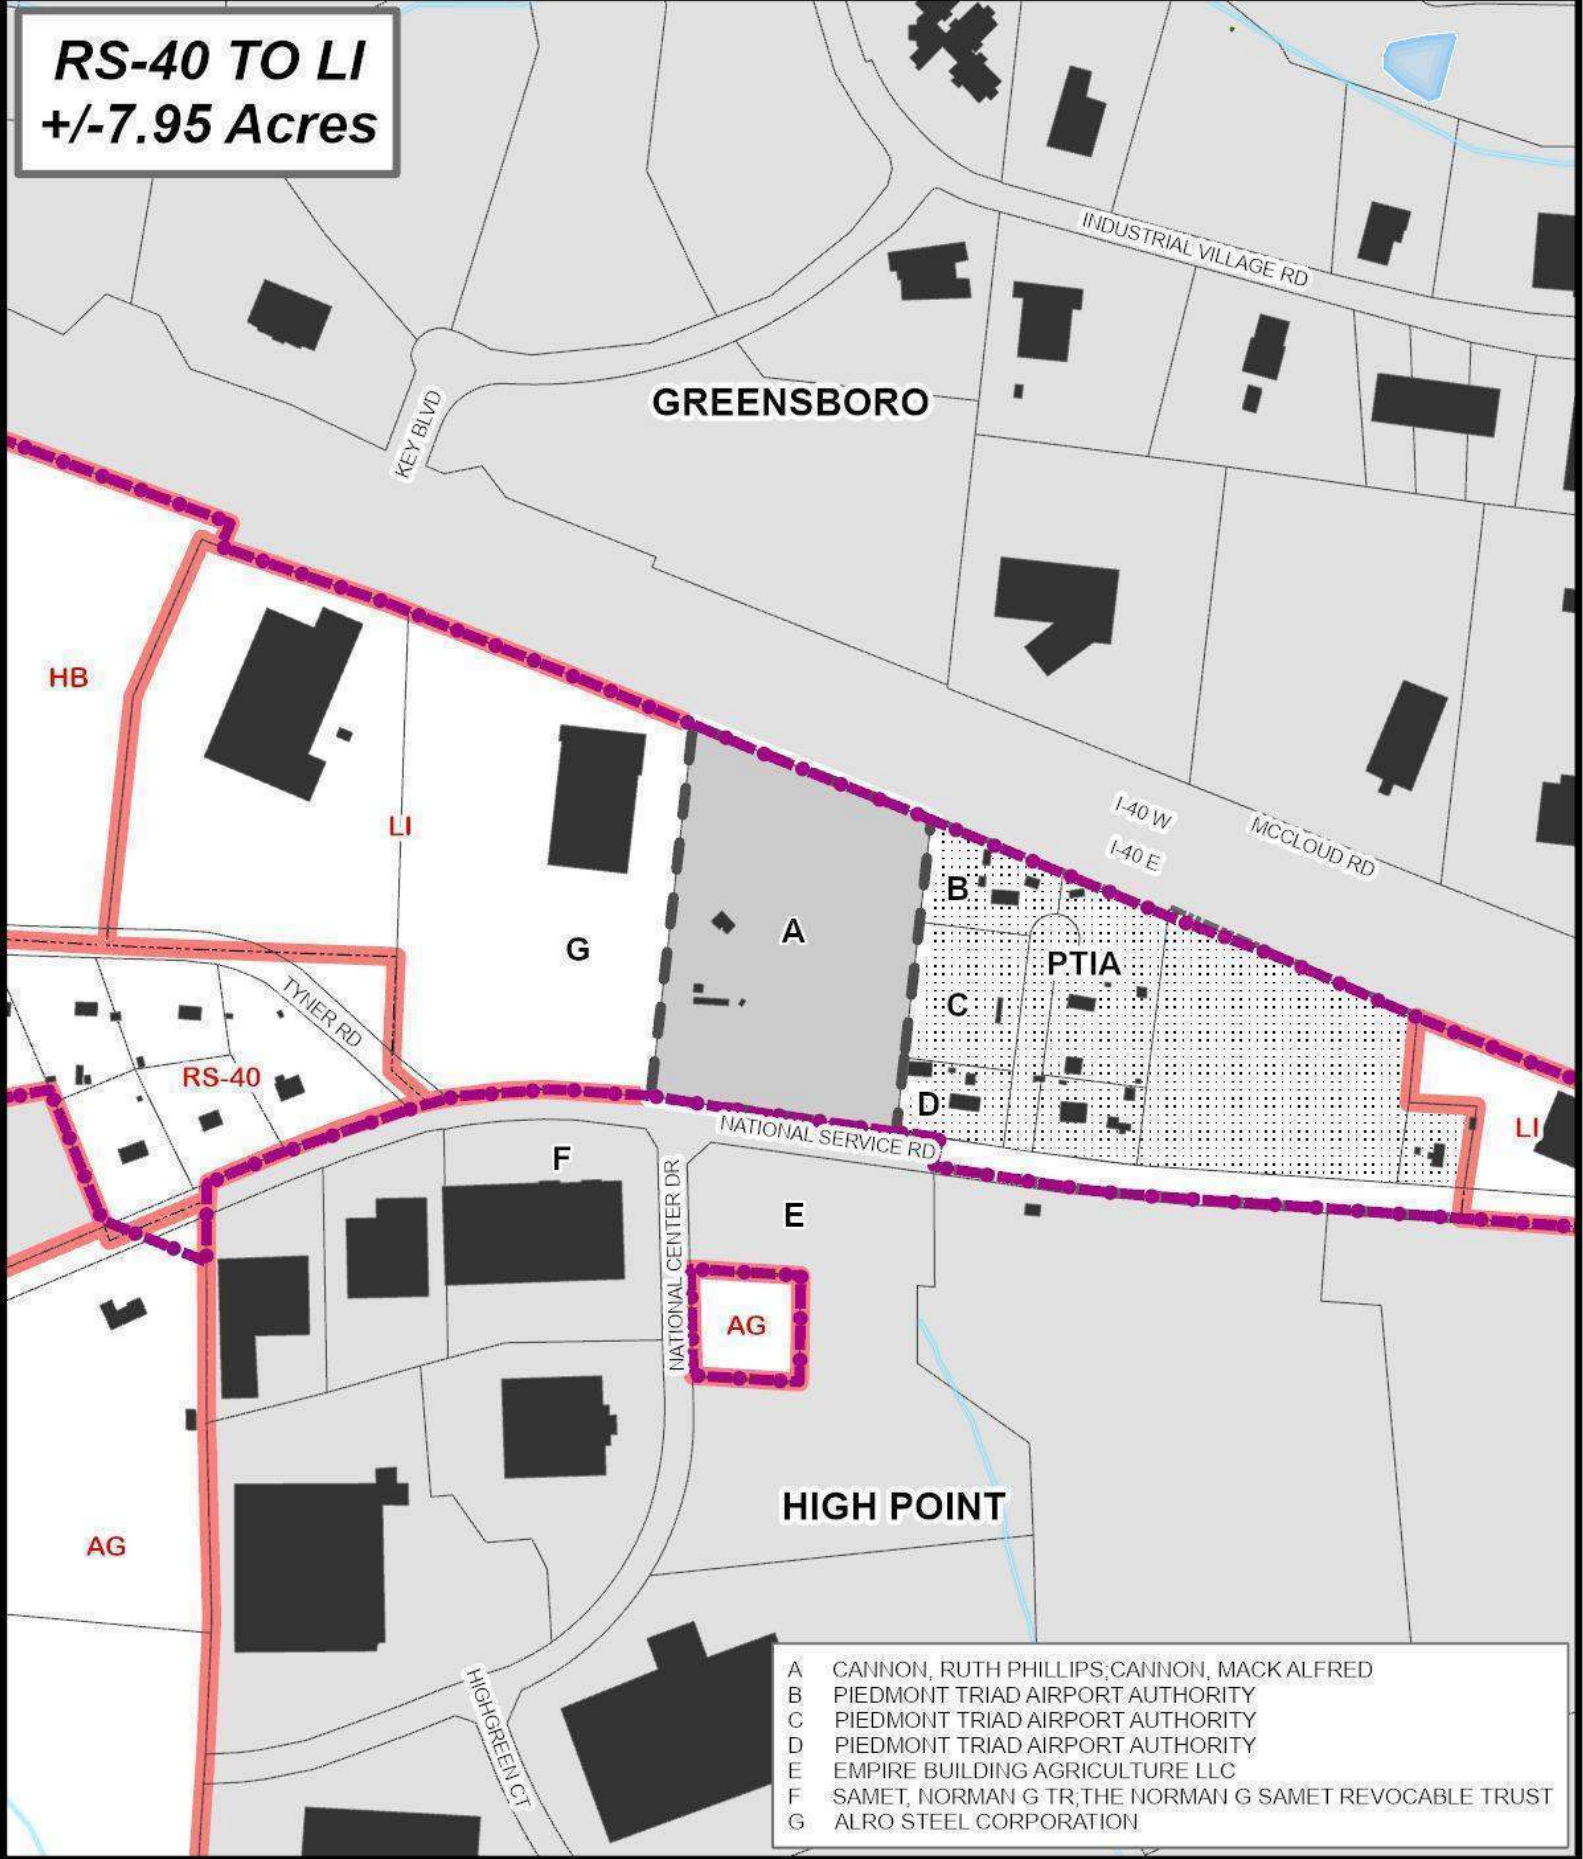 RS-40 TO LI
+/-7.95 Acres
INDUSTRIAL VILLAGE RD
GREENSBORO
KEY BLVD
HB
LI
I-40 W
I-40 E
MCCLOUD RD
B
A
G
PTIA
C
TYNER RD
RS-40
D
LI
NATIONAL SERVICE RD
F
E
NATIONAL CENTER DR
AG
HIGH POINT
AG
HIGHGREEN CT
A CANNON, RUTH PHILLIPS;CANNON, MACK ALFRED
B PIEDMONT TRIAD AIRPORT AUTHORITY
C PIEDMONT TRIAD AIRPORT AUTHORITY
D PIEDMONT TRIAD AIRPORT AUTHORITY
E EMPIRE BUILDING AGRICULTURE LLC
F SAMET, NORMAN G TR;THE NORMAN G SAMET REVOCABLE TRUST
G ALRO STEEL CORPORATION